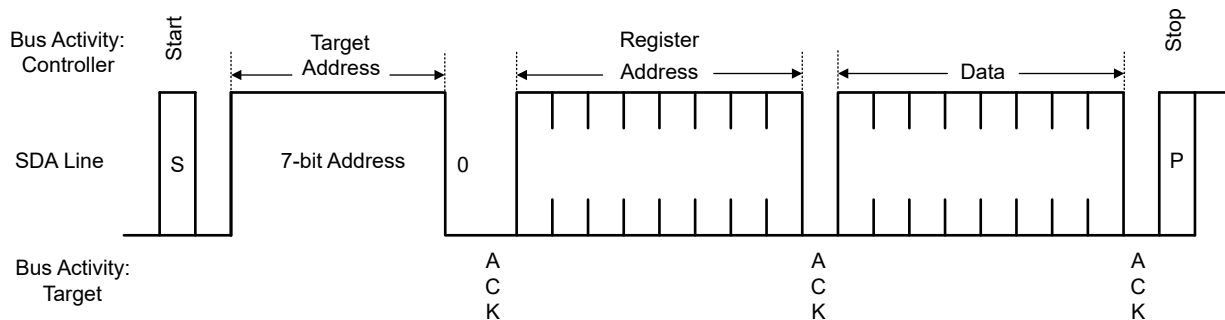 Bus Activity:
Controller
Start
Target
Address
Register
Address
Data
Stop
SDA Line
S
7-bit Address
0
P
Bus Activity:
Target
A
C
K
A
C
K
A
C
K